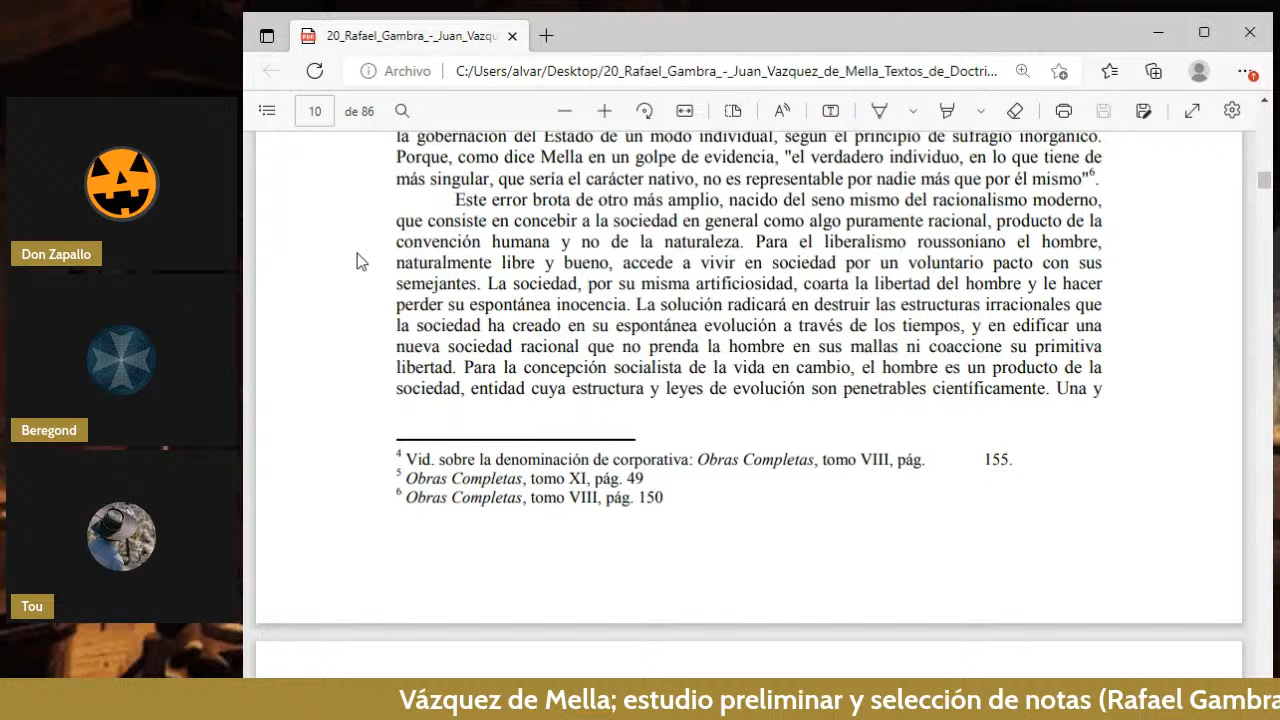 20_Rafael_Gambra_-_Juan_Vazqu
Archivo
C:/Users/alvar/Desktop/20_Rafael_Gambra_-_Juan_Vazquez_de_Mella_Textos_de_Doctri...
10 de 86
la gobernación del Estado de un modo individual, según el principio de sufragio inorgánico.
Porque, como dice Mella en un golpe de evidencia, "el verdadero individuo, en lo que tiene de
más singular, que sería el carácter nativo, no es representable por nadie más que por él mismo"6.
Este error brota de otro más amplio, nacido del seno mismo del racionalismo moderno,
que consiste en concebir a la sociedad en general como algo puramente racional, producto de la
convención humana y no de la naturaleza. Para el liberalismo roussoniano el hombre,
naturalmente libre y bueno, accede a vivir en sociedad por un voluntario pacto con sus
semejantes. La sociedad, por su misma artificiosidad, coarta la libertad del hombre y le hacer
perder su espontánea inocencia. La solución radicará en destruir las estructuras irracionales que
la sociedad ha creado en su espontánea evolución a través de los tiempos, y en edificar una
nueva sociedad racional que no prenda la hombre en sus mallas ni coaccione su primitiva
libertad. Para la concepción socialista de la vida en cambio, el hombre es un producto de la
sociedad, entidad cuya estructura y leyes de evolución son penetrables científicamente. Una y
4 Vid. sobre la denominación de corporativa: Obras Completas, tomo VIII, pág. 155.
5 Obras Completas, tomo XI, pág. 49
6 Obras Completas, tomo VIII, pág. 150
Don Zapallo
Beregond
Tou
Vázquez de Mella; estudio preliminar y selección de notas (Rafael Gambra